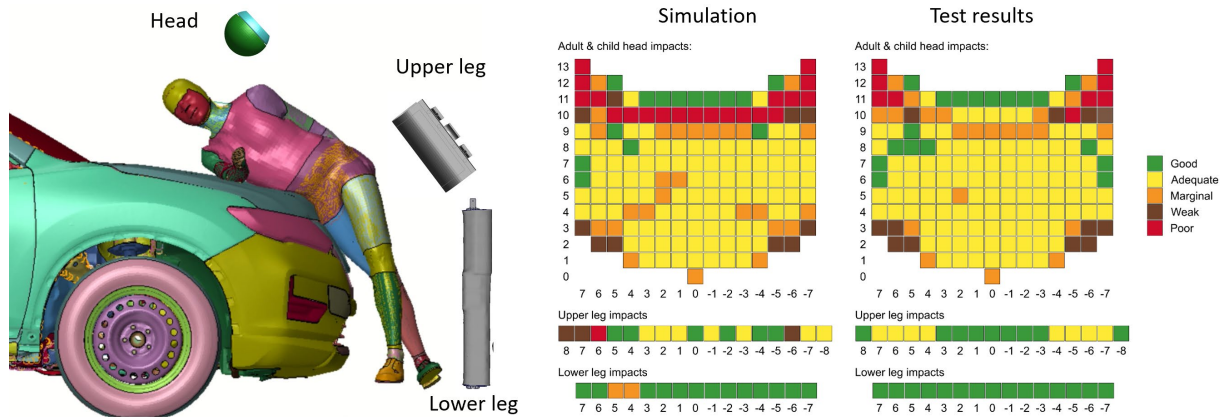 Head
Upper leg
Lower leg
Simulation
Adult & child head impacts:
13
12
11
10
9
8
7
6
5
4
3
2
1
0
7 6 5 4 3 2 1 0 -1 -2 -3 -4 -5 -6 -7
Upper leg impacts
8 7 6 5 4 3 2 1 0 -1 -2 -3 -4 -5 -6 -7 -8
Lower leg impacts
7 6 5 4 3 2 1 0 -1 -2 -3 -4 -5 -6 -7
Test results
Adult & child head impacts:
13
12
11
10
9
8
7
6
5
4
3
2
1
0
7 6 5 4 3 2 1 0 -1 -2 -3 -4 -5 -6 -7
Upper leg impacts
8 7 6 5 4 3 2 1 0 -1 -2 -3 -4 -5 -6 -7 -8
Lower leg impacts
7 6 5 4 3 2 1 0 -1 -2 -3 -4 -5 -6 -7
Good
Adequate
Marginal
Weak
Poor